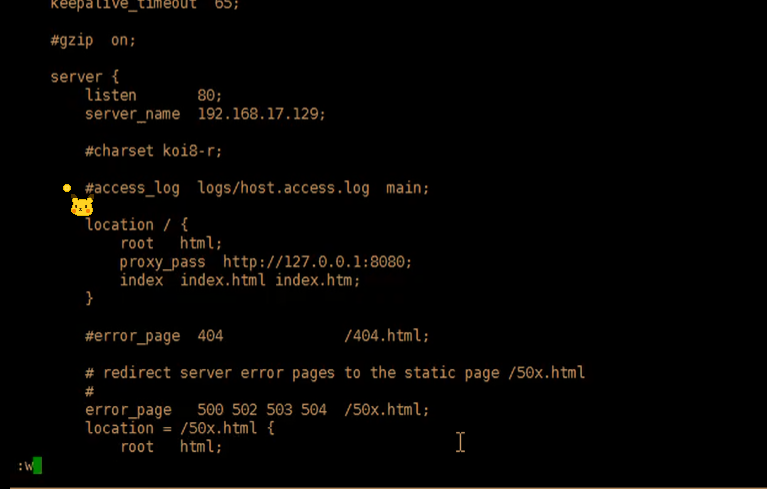 keepalive_timeout  65;
#gzip  on;
server {
listen       80;
server_name  192.168.17.129;
#charset koi8-r;
#access_log  logs/host.access.log  main;
location / {
root   html;
proxy_pass  http://127.0.0.1:8080;
index  index.html index.htm;
}
#error_page  404              /404.html;
# redirect server error pages to the static page /50x.html
#
error_page   500 502 503 504  /50x.html;
location = /50x.html {
root   html;
:w